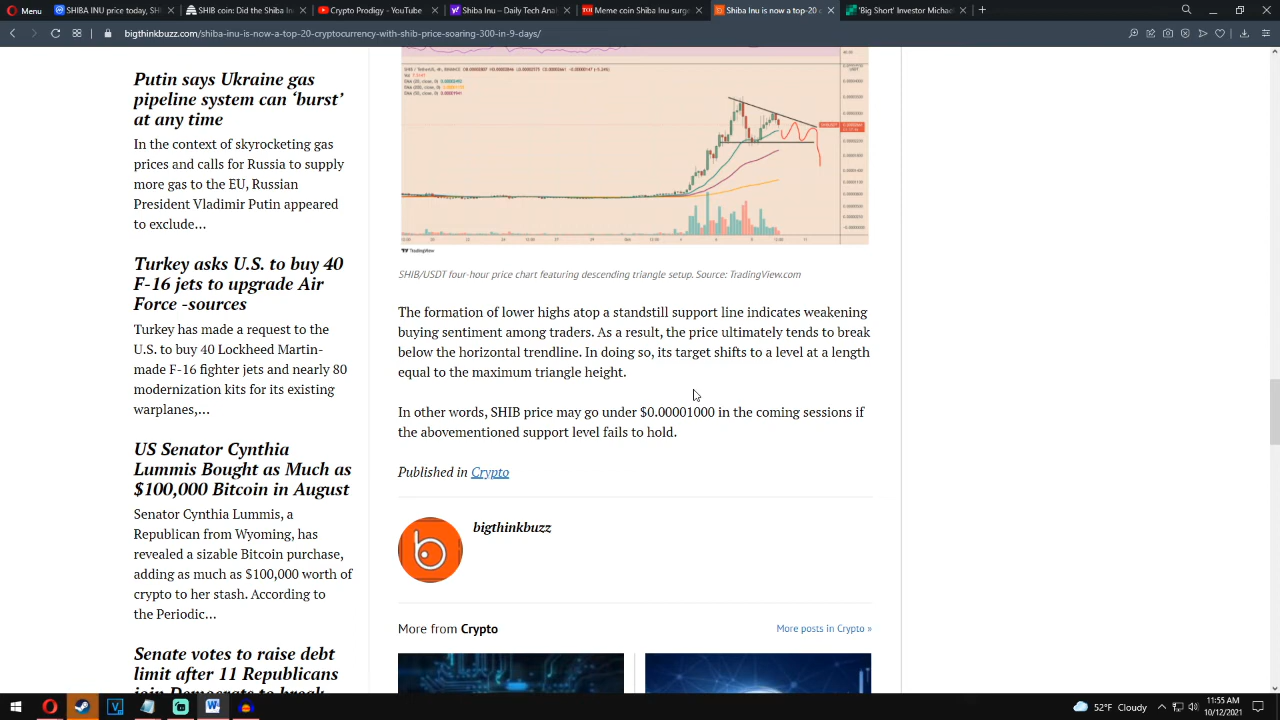 Menu
SHIBA INU price today, SH
SHIB coin: Did the Shiba In
Crypto Prodigy - YouTube
Shiba Inu – Daily Tech Anal
Meme coin Shiba Inu surge
Shiba Inu is now a top-20 c
'Big Short' Investor Michae
bigthinkbuzz.com/shiba-inu-is-now-a-top-20-cryptocurrency-with-shib-price-soaring-300-in-9-days/
Putin says Ukraine gas
pipeline system can ‘burst’
at any time
In the context of skyrocketing gas
prices and calls for Russia to supply
more gas to the EU, Russian
President Vladimir Putin appeared
to exclude…
Turkey asks U.S. to buy 40
F-16 jets to upgrade Air
Force -sources
Turkey has made a request to the
U.S. to buy 40 Lockheed Martin-
made F-16 fighter jets and nearly 80
modernization kits for its existing
warplanes,…
US Senator Cynthia
Lummis Bought as Much as
$100,000 Bitcoin in August
Senator Cynthia Lummis, a
Republican from Wyoming, has
revealed a sizable Bitcoin purchase,
adding as much as $100,000 worth of
crypto to her stash. According to
the Periodic…
Senate votes to raise debt
limit after 11 Republicans
join Democrats to break
TradingView
SHIB/USDT four-hour price chart featuring descending triangle setup. Source: TradingView.com
The formation of lower highs atop a standstill support line indicates weakening
buying sentiment among traders. As a result, the price ultimately tends to break
below the horizontal trendline. In doing so, its target shifts to a level at a length
equal to the maximum triangle height.
In other words, SHIB price may go under $0.00001000 in the coming sessions if
the abovementioned support level fails to hold.
Published in Crypto
bigthinkbuzz
More from Crypto
More posts in Crypto »
52°F Cloudy
11:55 AM
10/12/2021